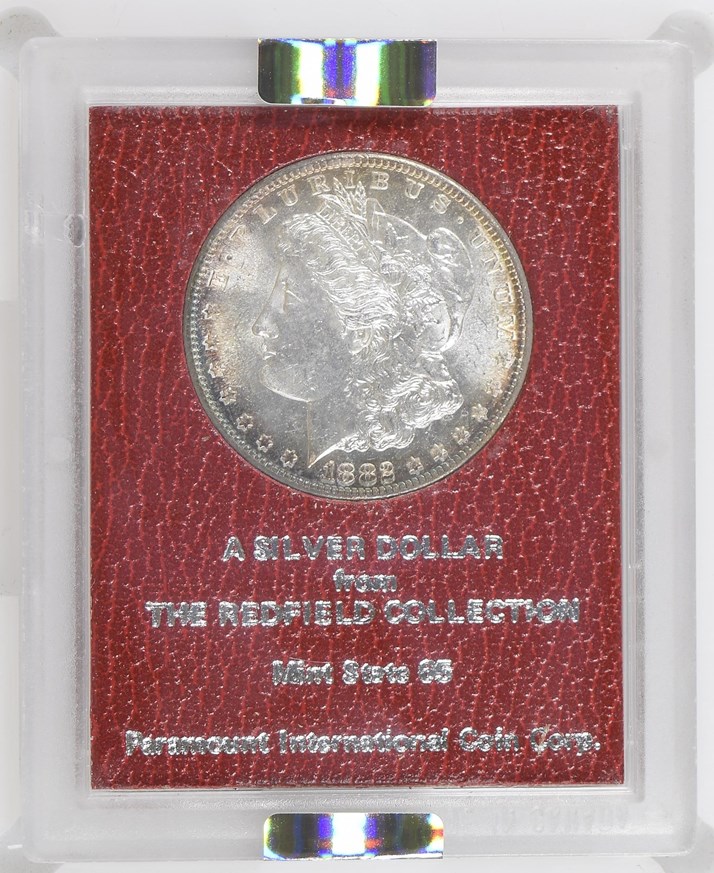 E·PLURIBUS·UNUM
1882
A SILVER DOLLAR
from
THE REDFIELD COLLECTION
Mint State 65
Paramount International Coin Corp.